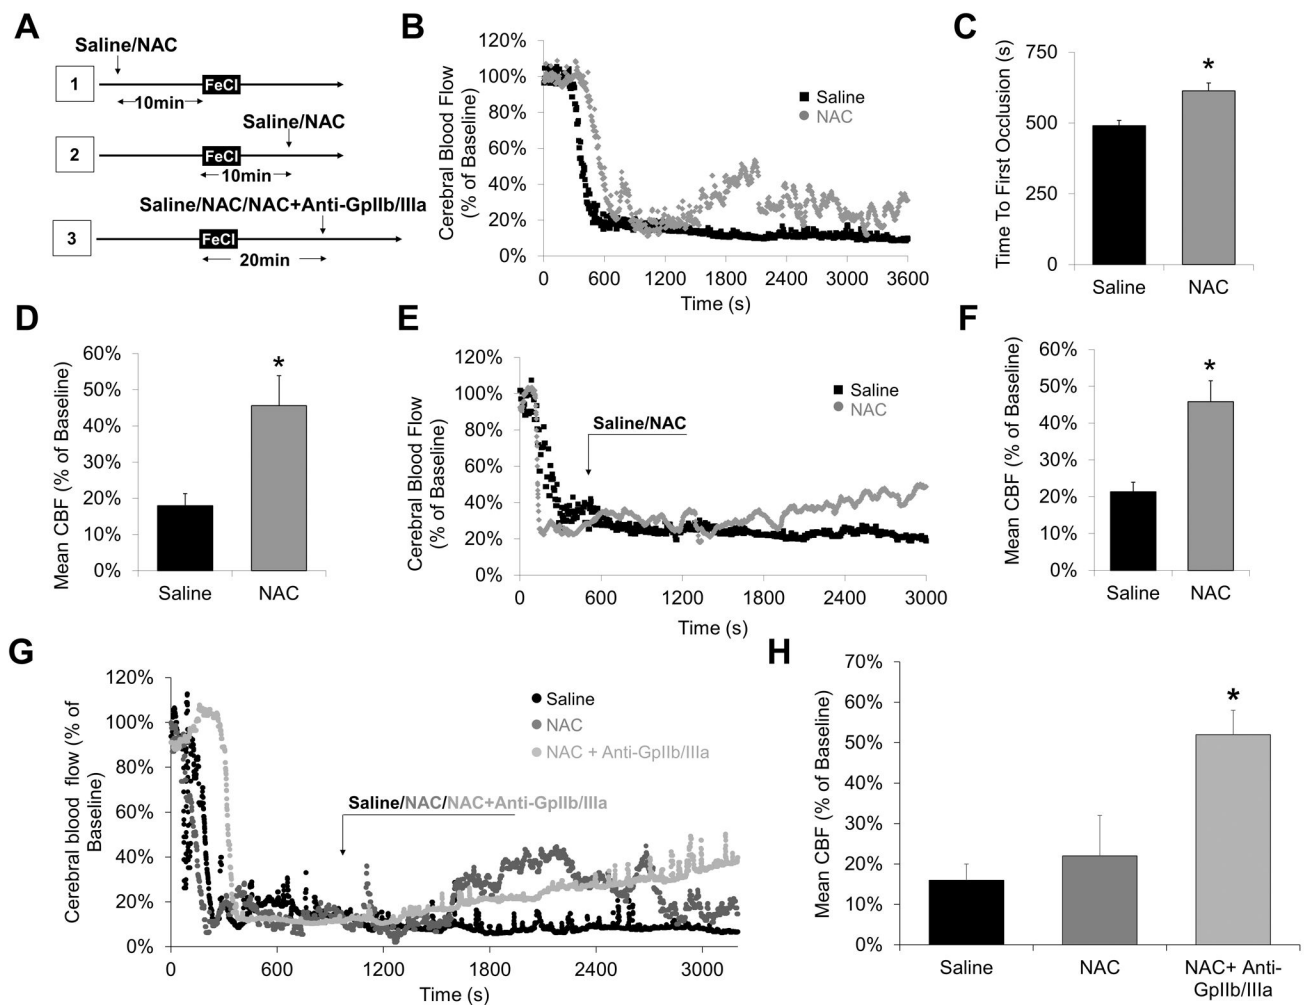 A
Saline/NAC
1
FeCl
10min
Saline/NAC
2
FeCl
10min
Saline/NAC/NAC+Anti-GpIIb/IIIa
3
FeCl
20min
B
Cerebral Blood Flow
(% of Baseline)
120%
100%
80%
60%
40%
20%
0%
0 600 1200 1800 2400 3000 3600
Time (s)
Saline
NAC
C
Time To First Occlusion (s)
750
500
250
0
*
Saline NAC
D
Mean CBF (% of Baseline)
60%
50%
40%
30%
20%
10%
0%
*
Saline NAC
E
Cerebral Blood Flow
(% of Baseline)
120%
100%
80%
60%
40%
20%
0%
0 600 1200 1800 2400 3000
Time (s)
Saline
NAC
Saline/NAC
F
Mean CBF (% of Baseline)
60%
50%
40%
30%
20%
10%
0%
*
Saline NAC
G
Cerebral blood flow (% of
Baseline)
120%
100%
80%
60%
40%
20%
0%
0 600 1200 1800 2400 3000
Time (s)
Saline
NAC
NAC + Anti-GpIIb/IIIa
Saline/NAC/NAC+Anti-GpIIb/IIIa
H
Mean CBF (% of Baseline)
70%
60%
50%
40%
30%
20%
10%
0%
*
Saline NAC NAC+ Anti-
GpIIb/IIIa